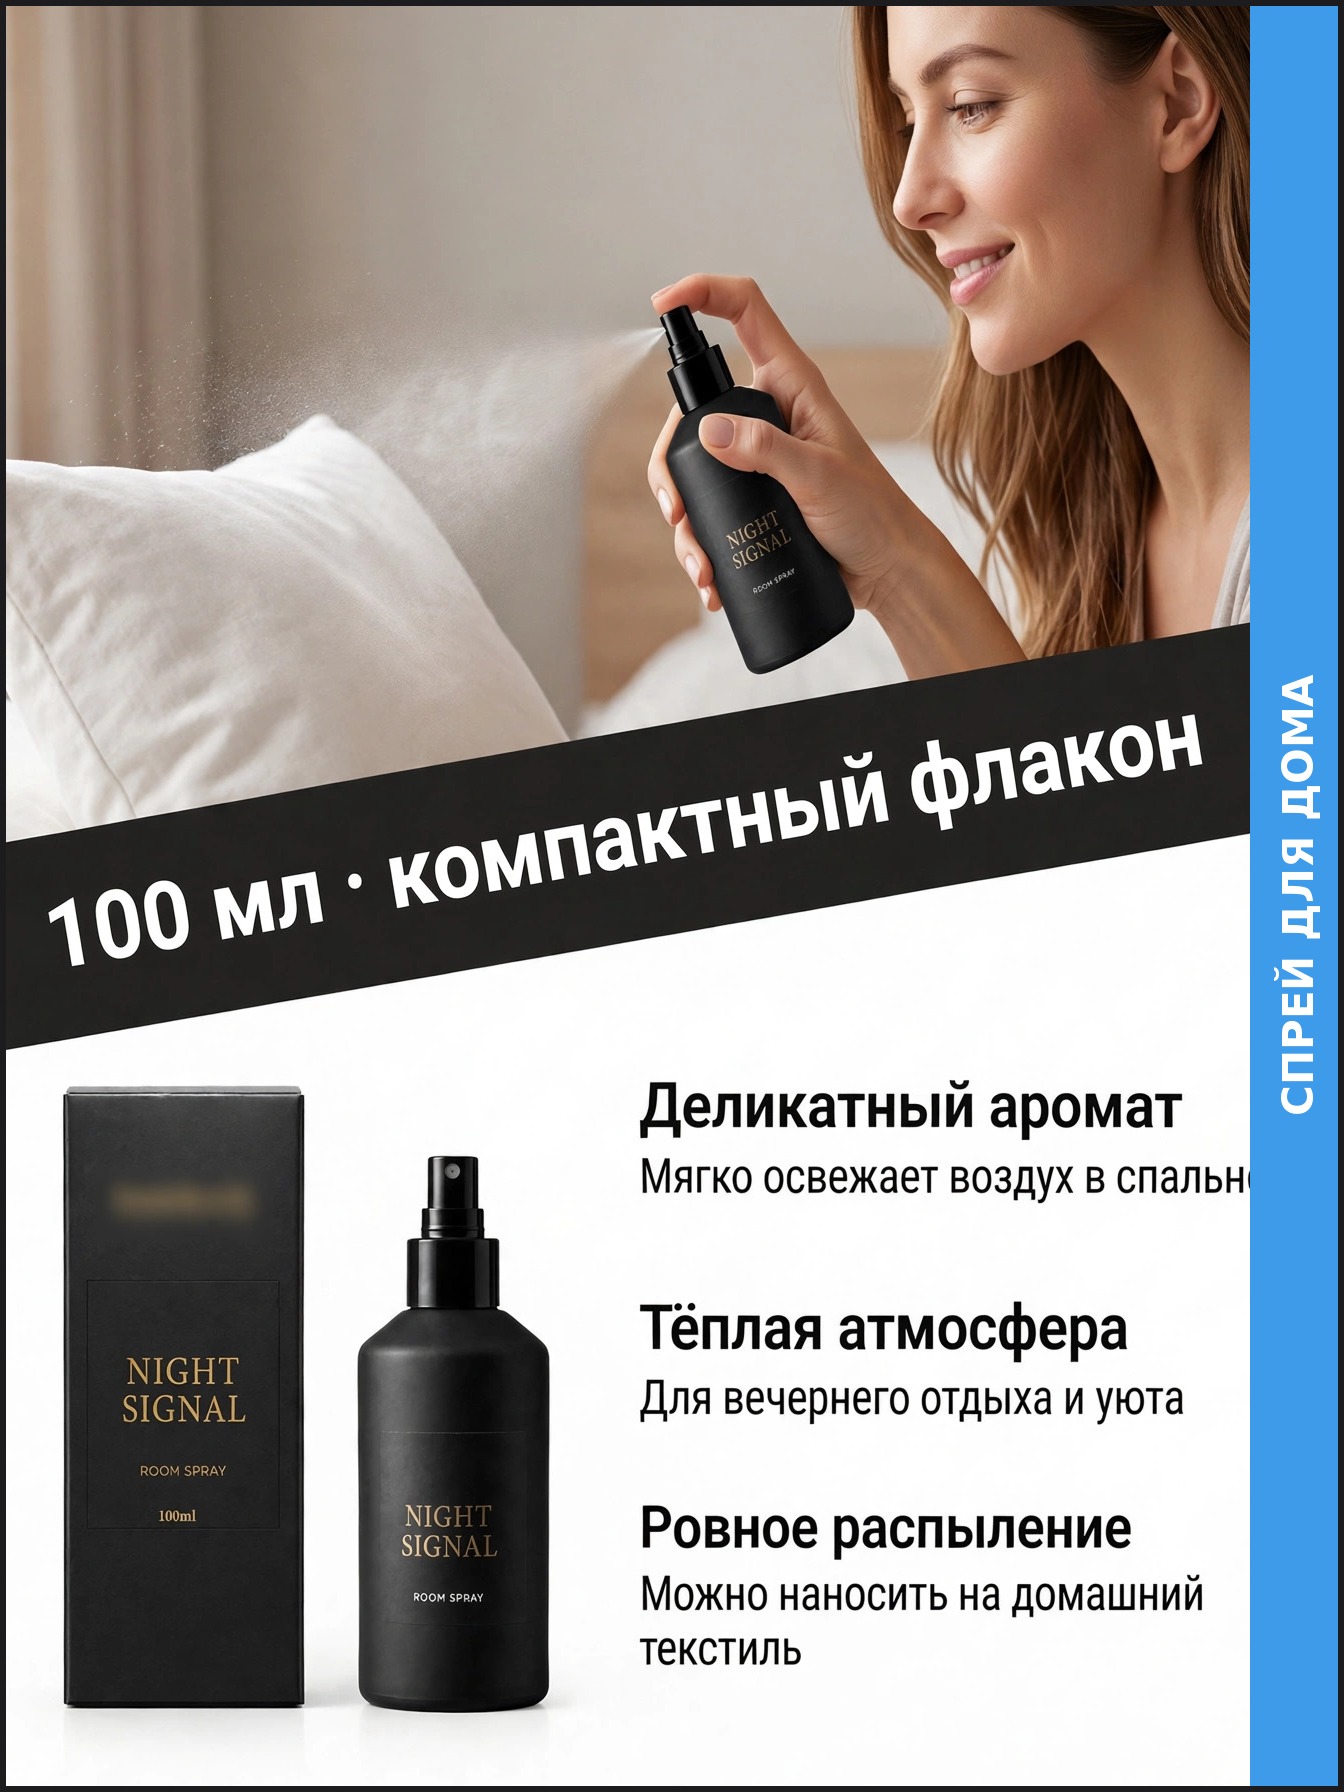 NIGHT
SIGNAL
ROOM SPRAY
100 мл · компактный флакон
СПРЕЙ ДЛЯ ДОМА
Деликатный аромат
Мягко освежает воздух в спальн
Тёплая атмосфера
Для вечернего отдыха и уюта
Ровное распыление
Можно наносить на домашний
текстиль
NIGHT
SIGNAL
ROOM SPRAY
100ml
NIGHT
SIGNAL
ROOM SPRAY